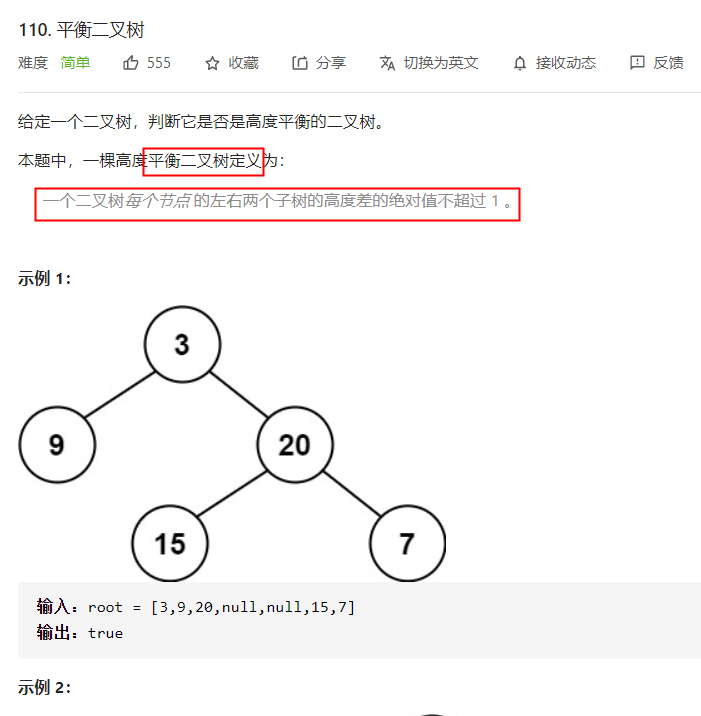 110. 平衡二叉树
难度 简单 555 收藏 分享 切换为英文 接收动态 反馈
给定一个二叉树，判断它是否是高度平衡的二叉树。
本题中，一棵高度平衡二叉树定义为：
一个二叉树每个节点 的左右两个子树的高度差的绝对值不超过 1 。
示例 1：
3
9
20
15
7
输入：root = [3,9,20,null,null,15,7]
输出：true
示例 2：